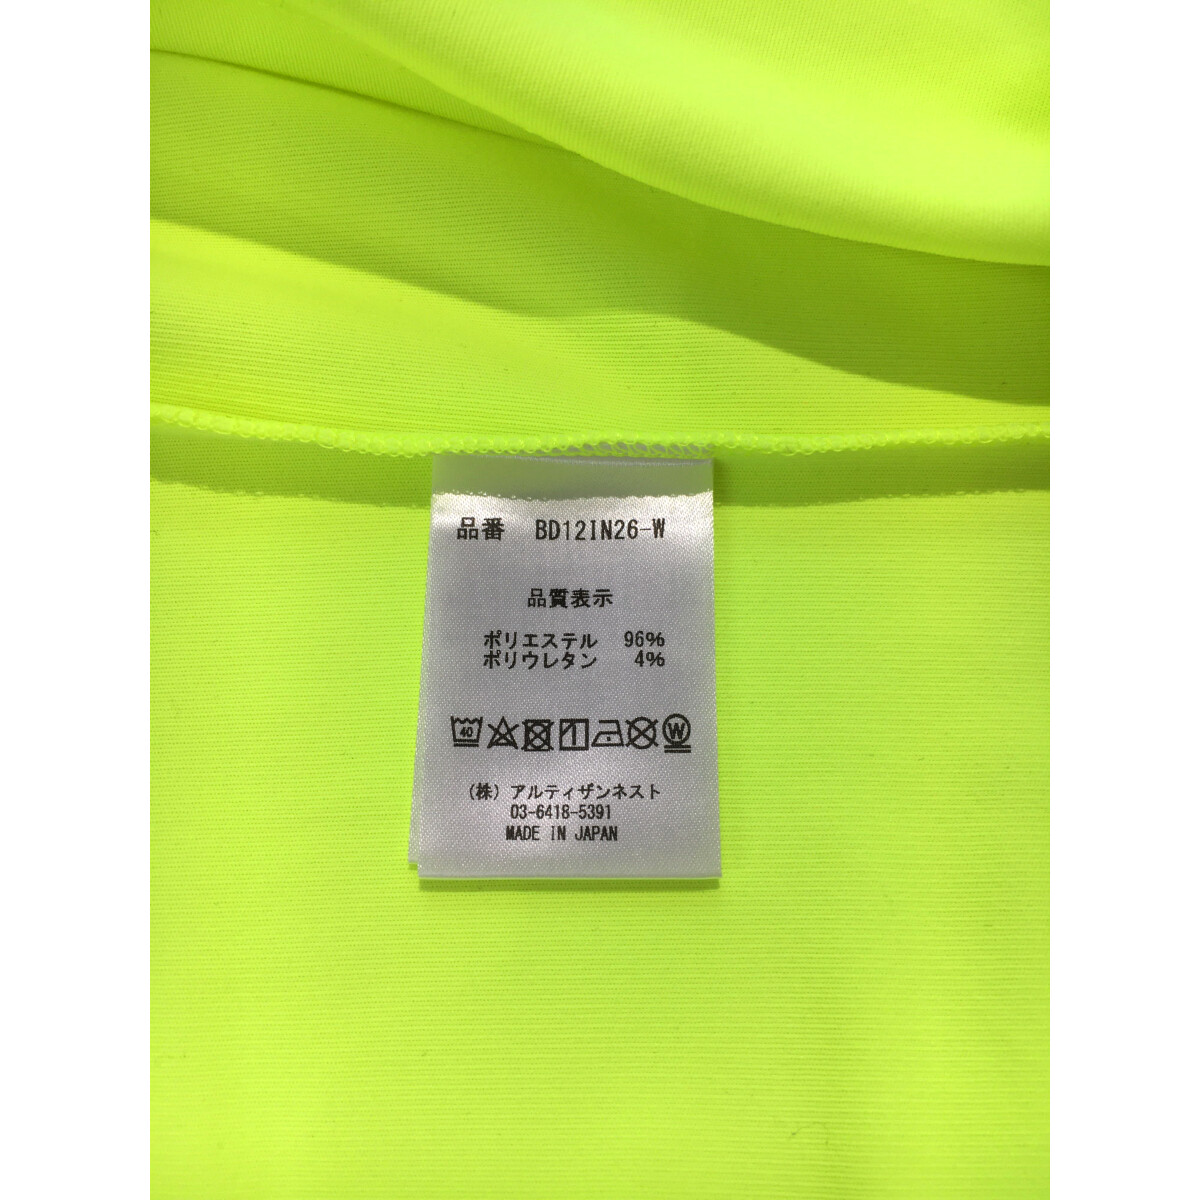 品番 BD12IN26-W
品質表示
ポリエステル 96%
ポリウレタン 4%
40 W
(株)アルティザンネスト
03-6418-5391
MADE IN JAPAN